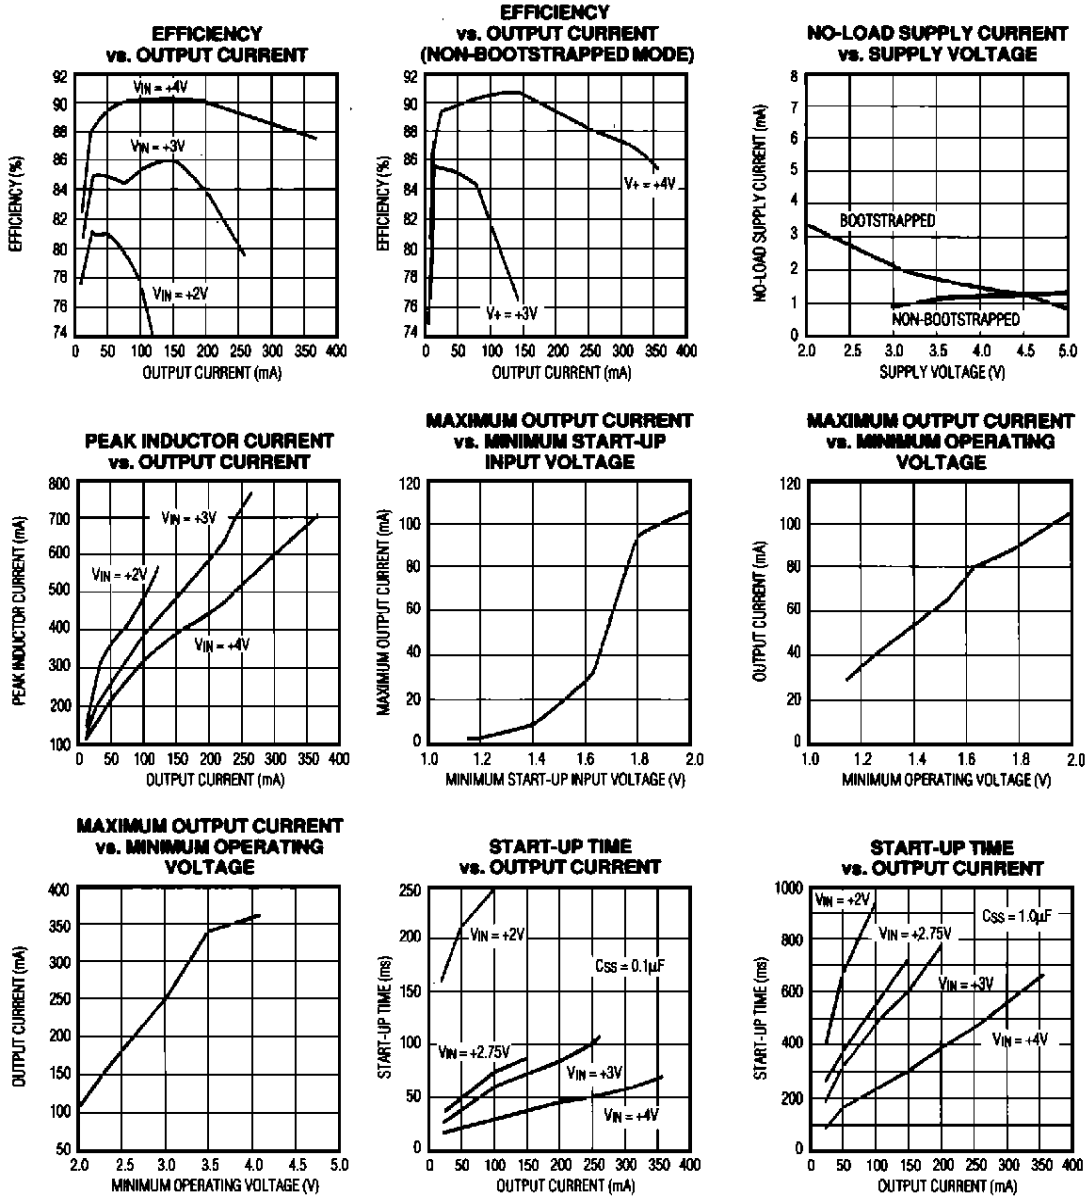 EFFICIENCY
vs. OUTPUT CURRENT
92
90
88
86
84
82
80
78
76
74
EFFICIENCY (%)
VIN = +4V
VIN = +3V
VIN = +2V
0 50 100 150 200 250 300 350 400
OUTPUT CURRENT (mA)
EFFICIENCY
vs. OUTPUT CURRENT
(NON-BOOTSTRAPPED MODE)
92
90
88
86
84
82
80
78
76
74
EFFICIENCY (%)
V+ = +4V
V+ = +3V
0 50 100 150 200 250 300 350 400
OUTPUT CURRENT (mA)
NO-LOAD SUPPLY CURRENT
vs. SUPPLY VOLTAGE
8
7
6
5
4
3
2
1
0
NO-LOAD SUPPLY CURRENT (mA)
BOOTSTRAPPED
NON-BOOTSTRAPPED
2.0 2.5 3.0 3.5 4.0 4.5 5.0
SUPPLY VOLTAGE (V)
PEAK INDUCTOR CURRENT
vs. OUTPUT CURRENT
800
700
600
500
400
300
200
100
PEAK INDUCTOR CURRENT (mA)
VIN = +3V
VIN = +2V
VIN = +4V
0 50 100 150 200 250 300 350 400
OUTPUT CURRENT (mA)
MAXIMUM OUTPUT CURRENT
vs. MINIMUM START-UP
INPUT VOLTAGE
120
100
80
60
40
20
0
MAXIMUM OUTPUT CURRENT (mA)
1.0 1.2 1.4 1.6 1.8 2.0
MINIMUM START-UP INPUT VOLTAGE (V)
MAXIMUM OUTPUT CURRENT
vs. MINIMUM OPERATING
VOLTAGE
120
100
80
60
40
20
0
OUTPUT CURRENT (mA)
1.0 1.2 1.4 1.6 1.8 2.0
MINIMUM OPERATING VOLTAGE (V)
MAXIMUM OUTPUT CURRENT
vs. MINIMUM OPERATING
VOLTAGE
400
350
300
250
200
150
100
50
OUTPUT CURRENT (mA)
2.0 2.5 3.0 3.5 4.0 4.5 5.0
MINIMUM OPERATING VOLTAGE (V)
START-UP TIME
vs. OUTPUT CURRENT
250
200
150
100
50
0
START-UP TIME (ms)
VIN = +2V
CSS = 0.1µF
VIN = +2.75V
VIN = +3V
VIN = +4V
0 50 100 150 200 250 300 350 400
OUTPUT CURRENT (mA)
START-UP TIME
vs. OUTPUT CURRENT
1000
800
600
400
200
0
START-UP TIME (ms)
VIN = +2V
CSS = 1.0µF
VIN = +2.75V
VIN = +3V
VIN = +4V
0 50 100 150 200 250 300 350 400
OUTPUT CURRENT (mA)